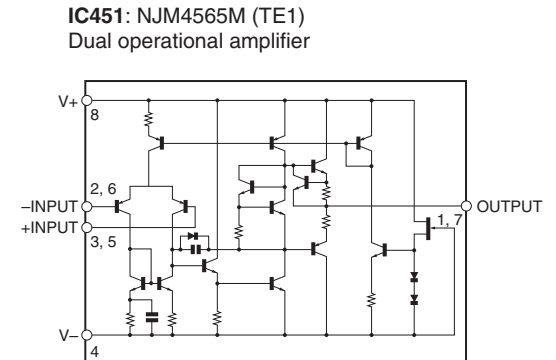 IC451: NJM4565M (TE1)
Dual operational amplifier
V+
8
2, 6
–INPUT
+INPUT
3, 5
1, 7
OUTPUT
V–
4